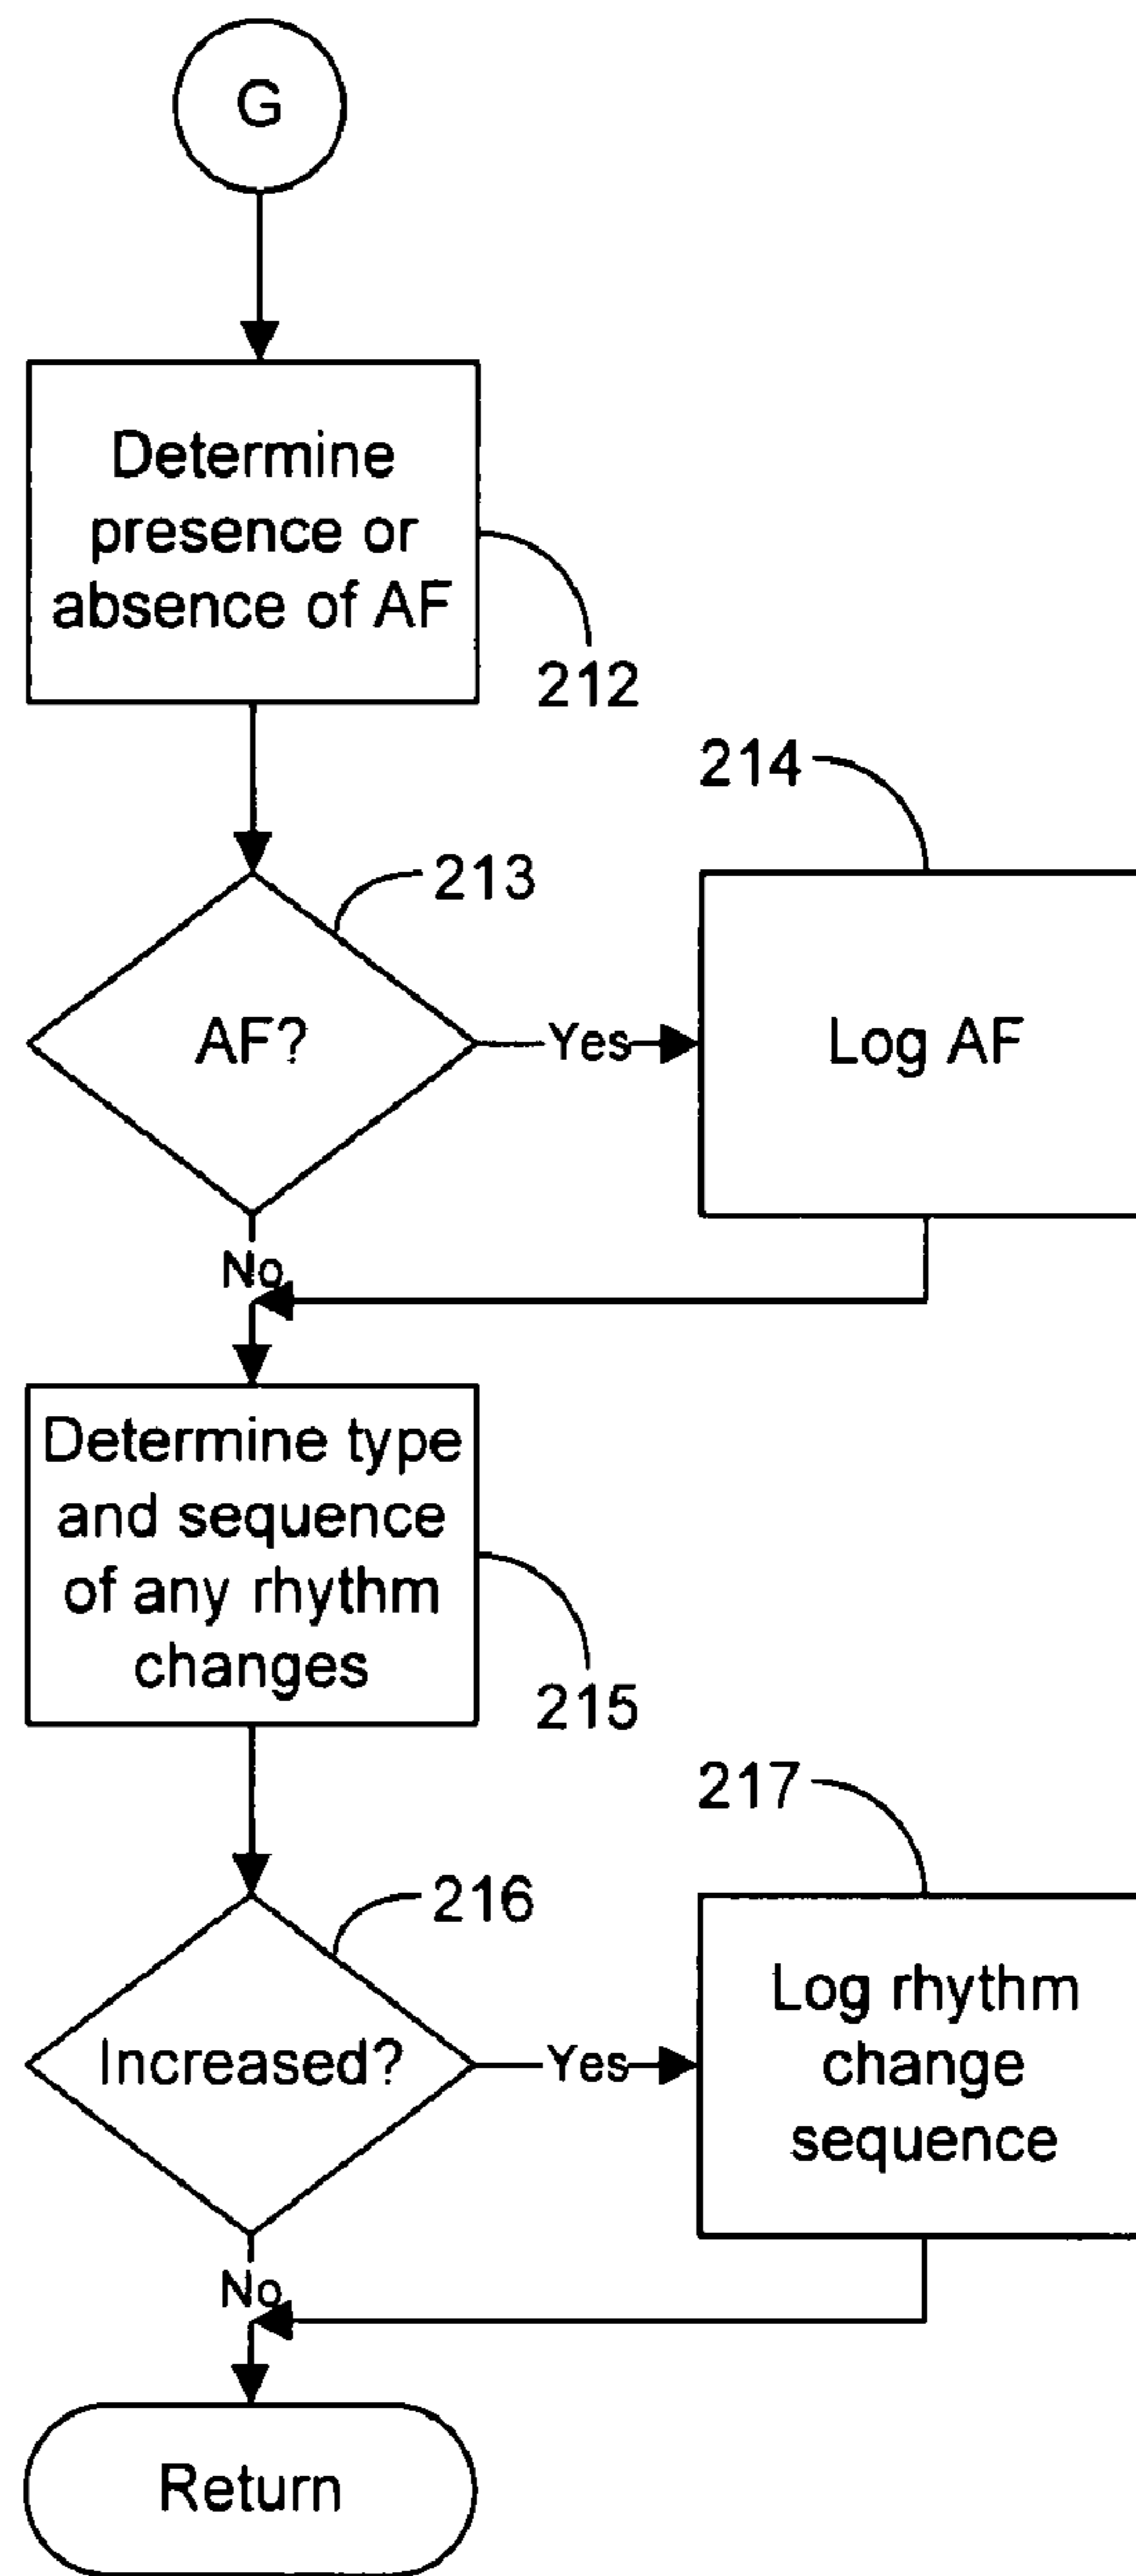 G
Determine
presence or
absence of AF
212
214
213
AF?
Yes
Log AF
No
Determine type
and sequence
of any rhythm
changes
215
217
216
Increased?
Yes
Log rhythm
change
sequence
No
Return